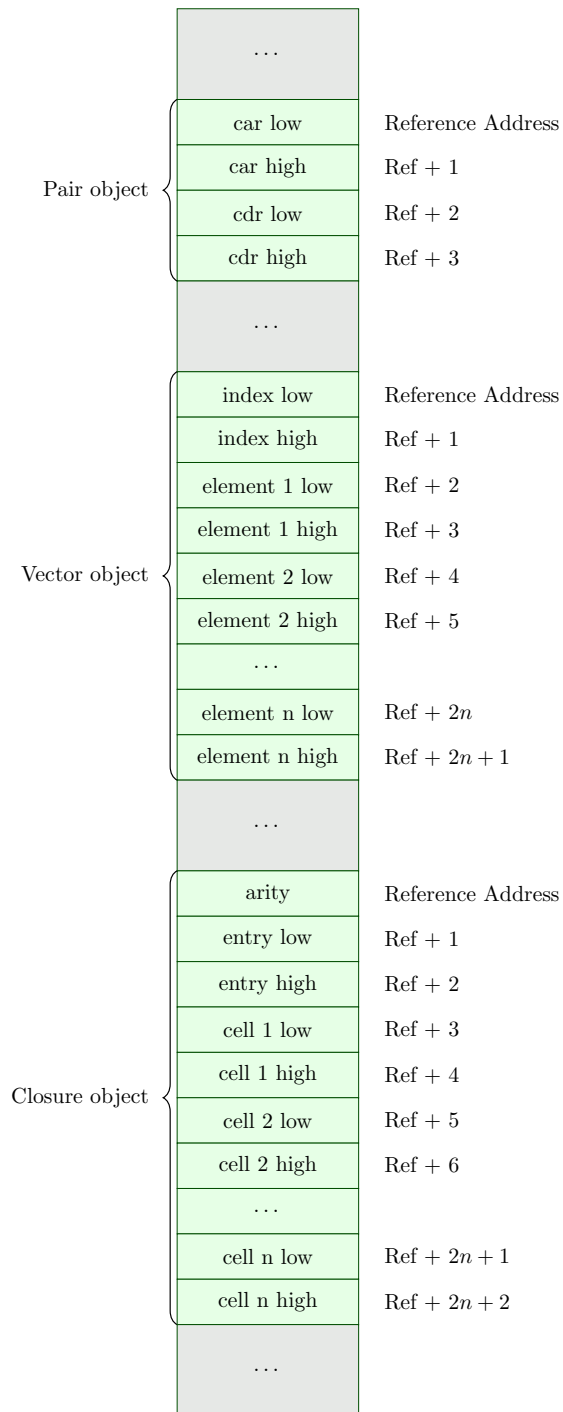 ...
car low Reference Address
car high Ref + 1
Pair object
cdr low Ref + 2
cdr high Ref + 3
...
index low Reference Address
index high Ref + 1
element 1 low Ref + 2
element 1 high Ref + 3
Vector object
element 2 low Ref + 4
element 2 high Ref + 5
...
element n low Ref + 2n
element n high Ref + 2n + 1
...
arity Reference Address
entry low Ref + 1
entry high Ref + 2
cell 1 low Ref + 3
cell 1 high Ref + 4
Closure object
cell 2 low Ref + 5
cell 2 high Ref + 6
...
cell n low Ref + 2n + 1
cell n high Ref + 2n + 2
...